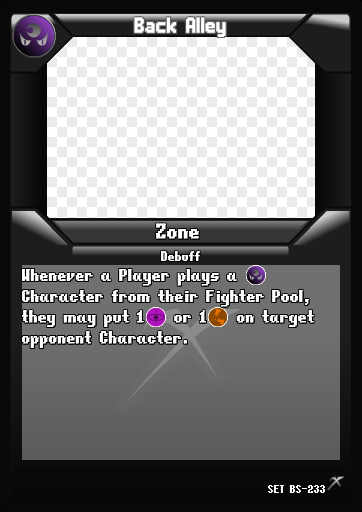 Back Alley
Zone
Debuff
Whenever a Player plays a
Character from their Fighter Pool,
they may put 1 or 1 on target
opponent Character.
SET BS-233